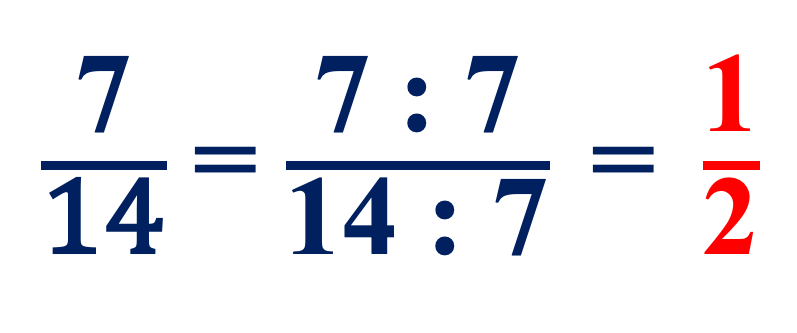 7/14 = 7 : 7/14 : 7 = 1/2